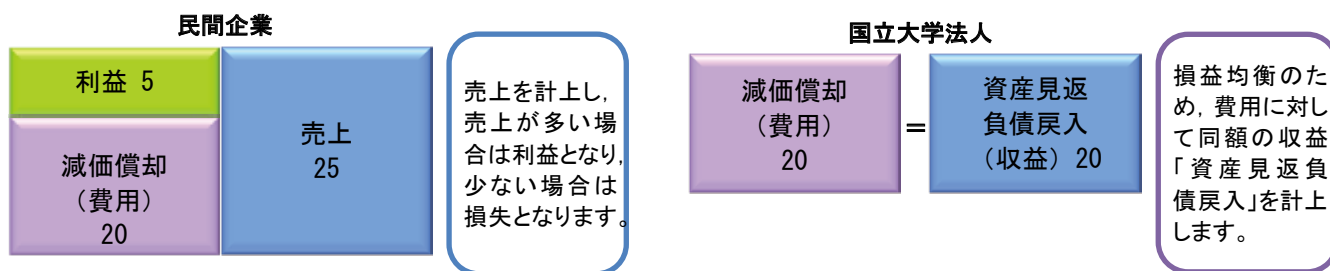 民間企業
利益 5
減価償却
（費用）
20
売上
25
売上を計上し，
売上が多い場
合は利益となり，
少ない場合は
損失となります。
国立大学法人
減価償却
（費用）
20
＝
資産見返
負債戻入
（収益）20
損益均衡のた
め，費用に対し
て同額の収益
「資産見返負
債戻入」を計上
します。